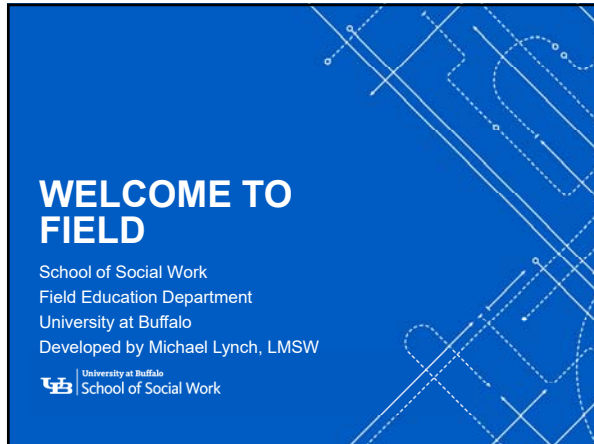 WELCOME TO
FIELD
School of Social Work
Field Education Department
University at Buffalo
Developed by Michael Lynch, LMSW
UB University at Buffalo
School of Social Work